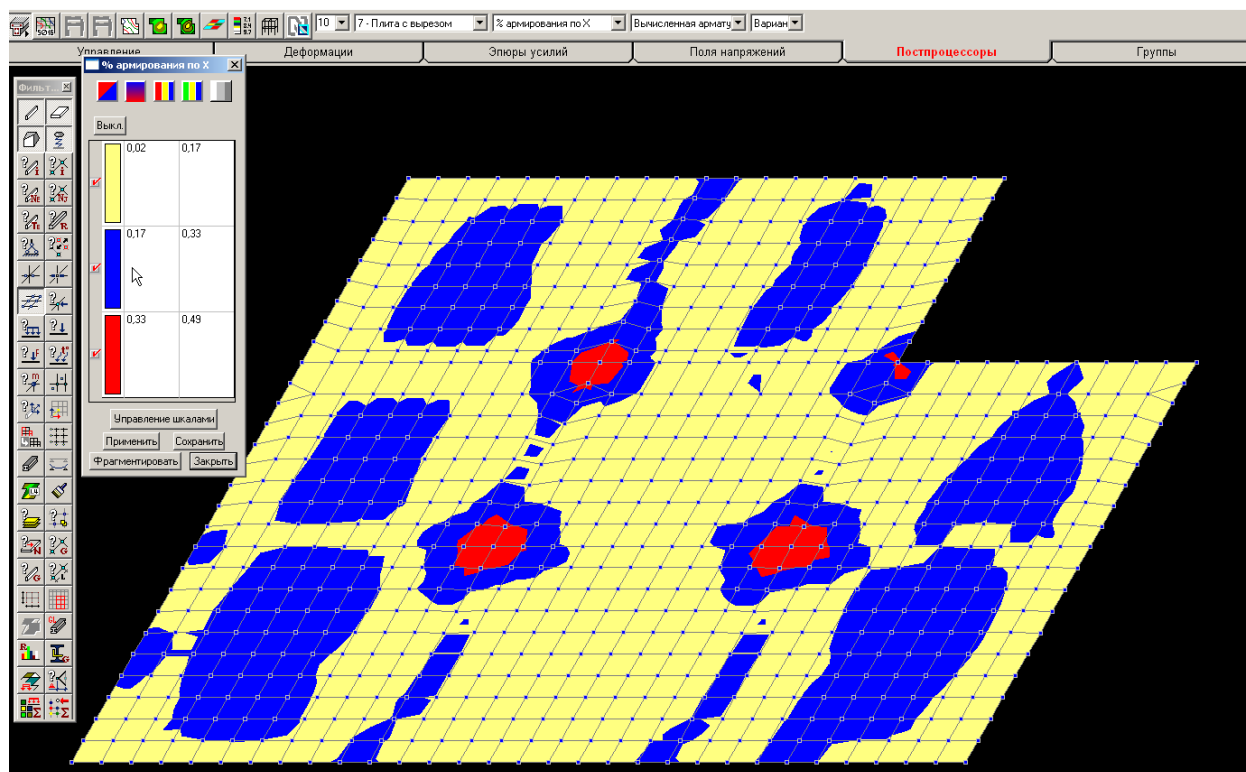 10
7 - Плита с вырезом
% армирования по X
Вычисленная армату
Вариан
Управление
Деформации
Эпюры усилий
Поля напряжений
Постпроцессоры
Группы
% армирования по X
Фильт...
Выкл.
0,02 0,17
0,17 0,33
0,33 0,49
Управление шкалами
Применить Сохранить
Фрагментировать Закрыть